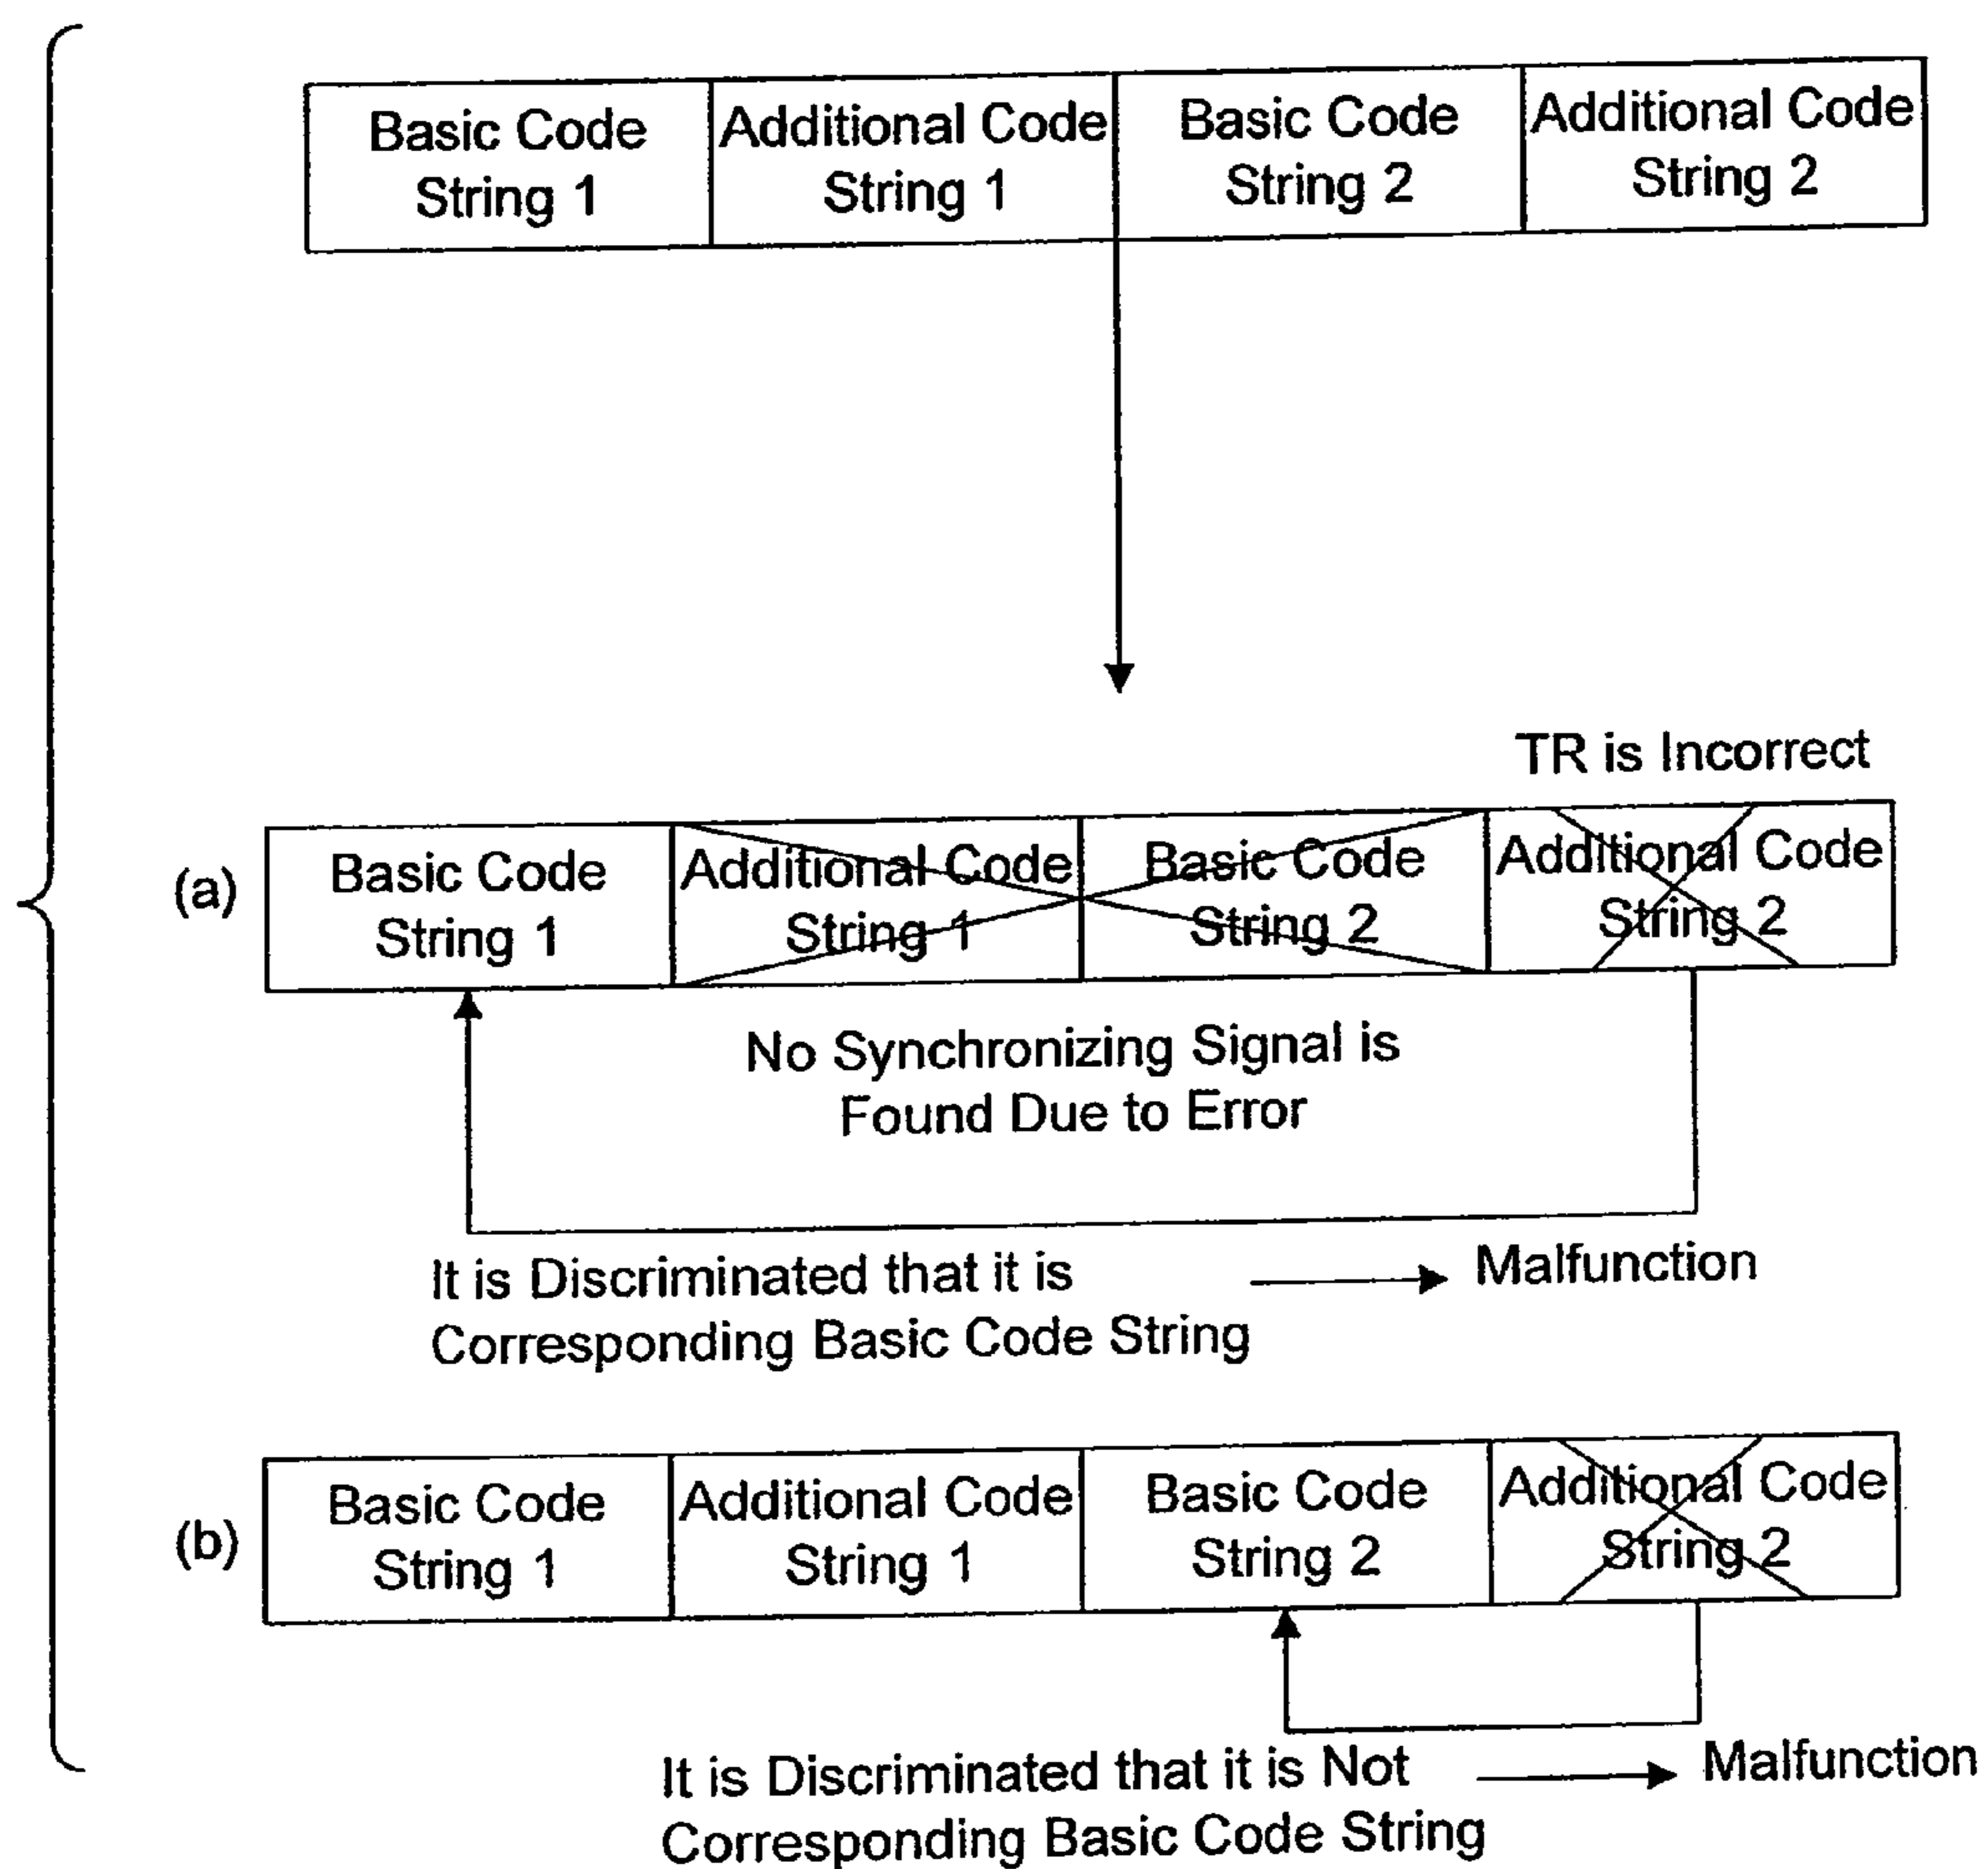 Basic Code
String 1
Additional Code
String 1
Basic Code
String 2
Additional Code
String 2
TR is Incorrect
(a)
Basic Code
String 1
Additional Code
String 1
Basic Code
String 2
Additional Code
String 2
No Synchronizing Signal is
Found Due to Error
It is Discriminated that it is
Corresponding Basic Code String
Malfunction
(b)
Basic Code
String 1
Additional Code
String 1
Basic Code
String 2
Additional Code
String 2
It is Discriminated that it is Not
Corresponding Basic Code String
Malfunction